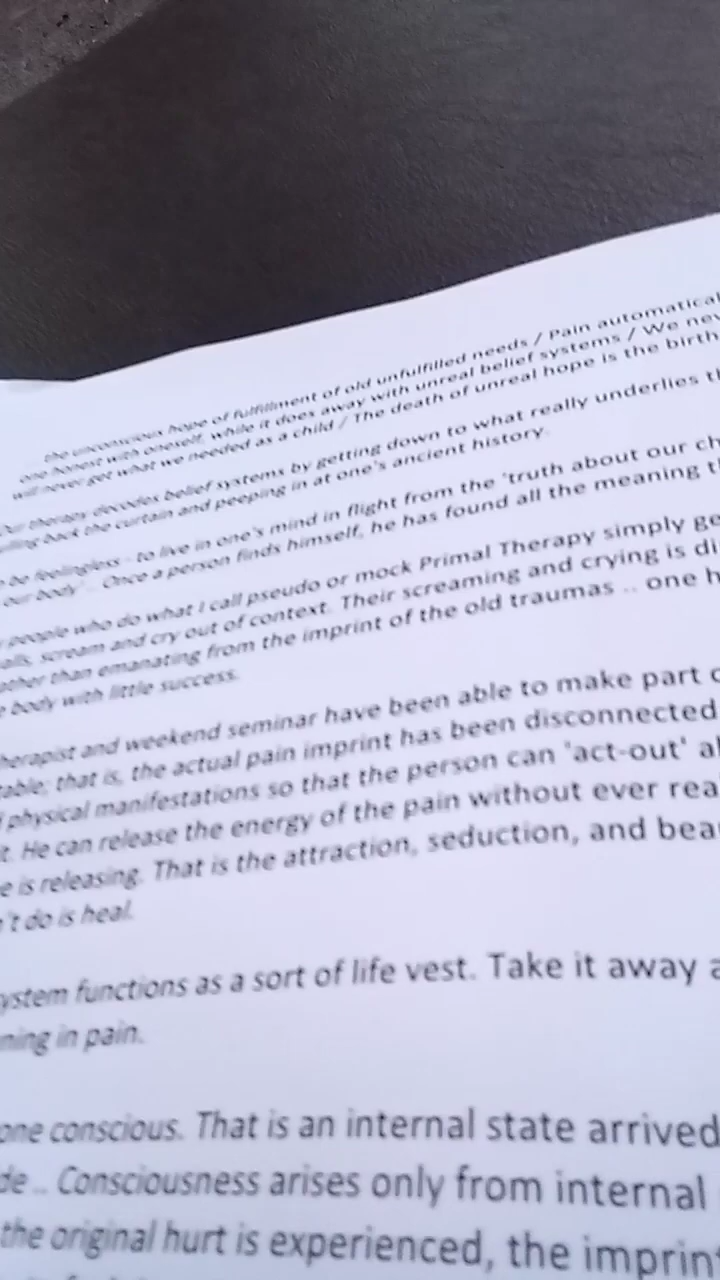 the unconscious hope of fulfillment of old unfulfilled needs / Pain automatical
one honest with oneself, while it does away with unreal belief systems / We nev
will never get what we needed as a child / The death of unreal hope is the birth
Our therapy decodes belief systems by getting down to what really underlies th
ulling back the curtain and peeping in at one's ancient history.
be feelingless - to live in one's mind in flight from the 'truth about our ch
our body' .. Once a person finds himself, he has found all the meaning th
people who do what I call pseudo or mock Primal Therapy simply ge
alls, scream and cry out of context. Their screaming and crying is di
ather than emanating from the imprint of the old traumas .. one h
e body with little success.
herapist and weekend seminar have been able to make part o
table; that is, the actual pain imprint has been disconnected
physical manifestations so that the person can 'act-out' al
t. He can release the energy of the pain without ever rea
e is releasing. That is the attraction, seduction, and beau
't do is heal.
ystem functions as a sort of life vest. Take it away a
ning in pain.
one conscious. That is an internal state arrived
de .. Consciousness arises only from internal
the original hurt is experienced, the imprint